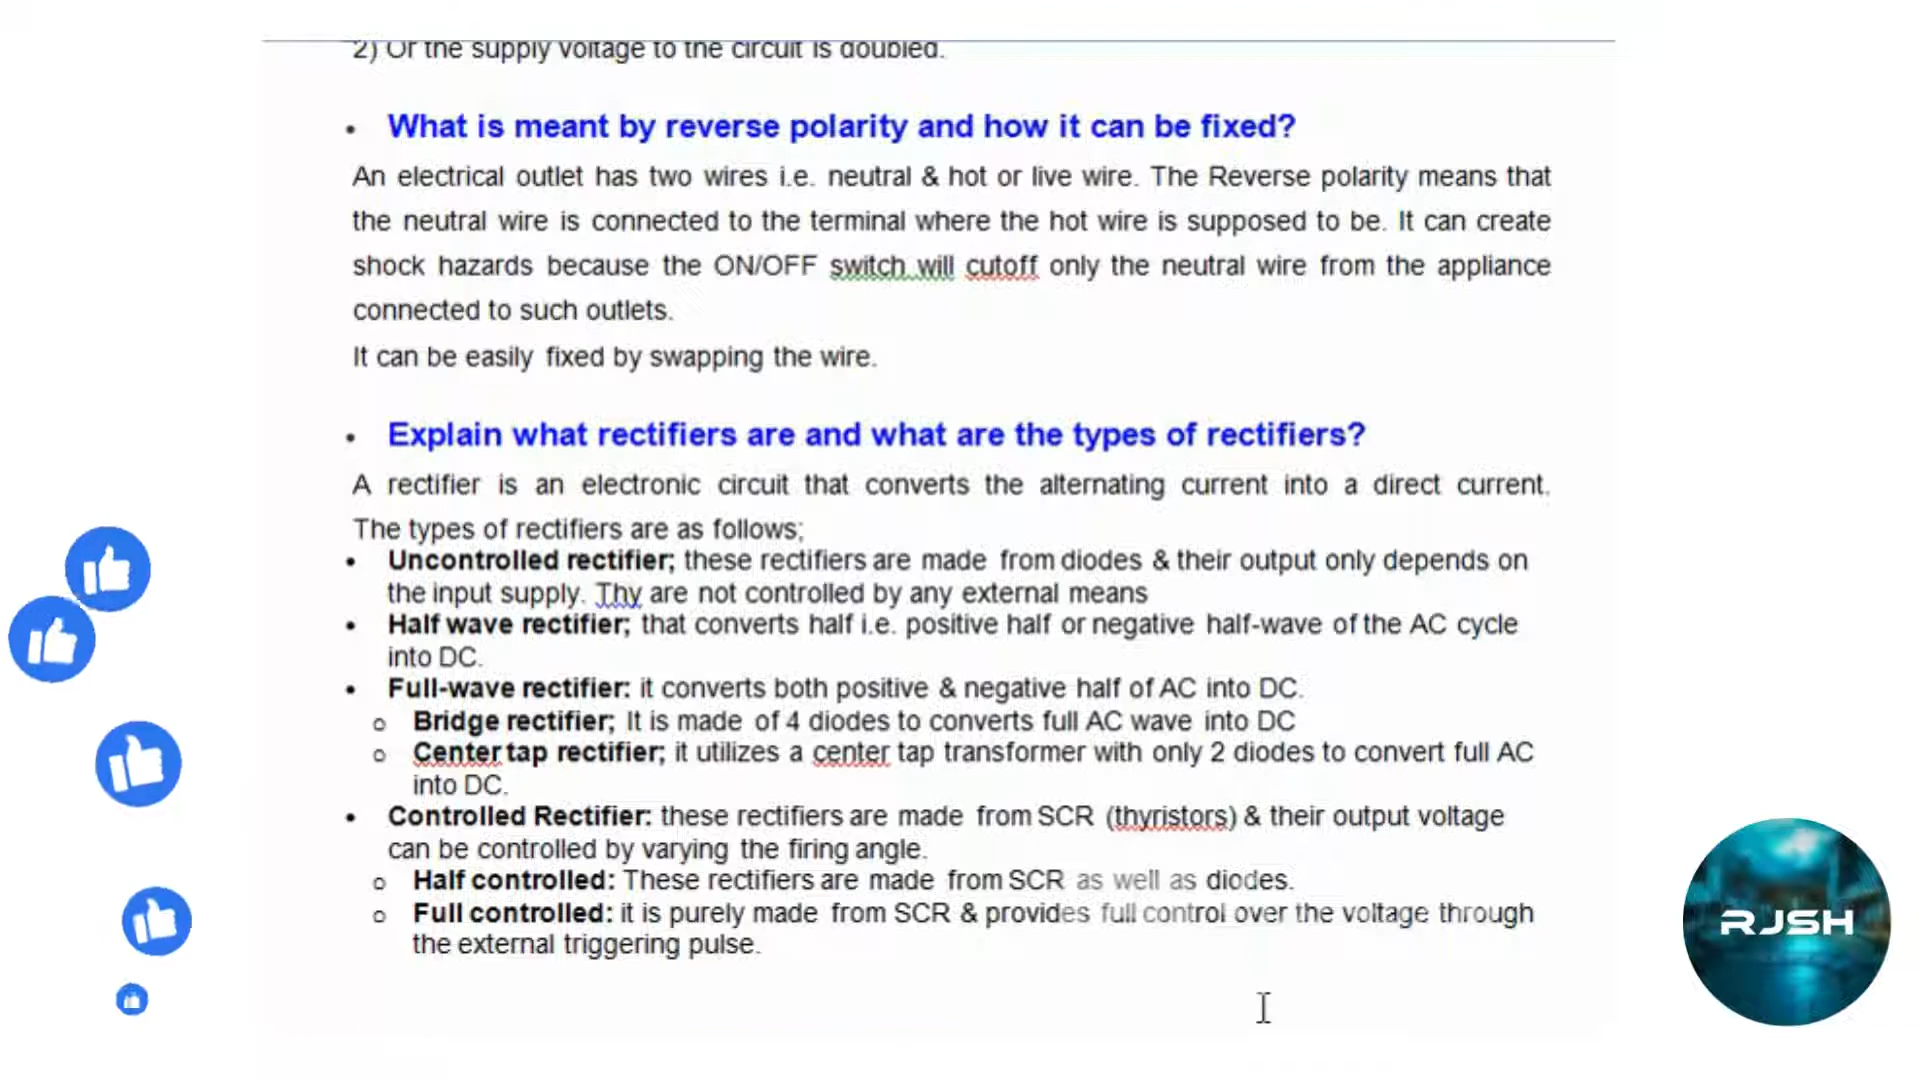 2) Or the supply voltage to the circuit is doubled.
• What is meant by reverse polarity and how it can be fixed?
An electrical outlet has two wires i.e. neutral & hot or live wire. The Reverse polarity means that
the neutral wire is connected to the terminal where the hot wire is supposed to be. It can create
shock hazards because the ON/OFF switch will cutoff only the neutral wire from the appliance
connected to such outlets.
It can be easily fixed by swapping the wire.
• Explain what rectifiers are and what are the types of rectifiers?
A rectifier is an electronic circuit that converts the alternating current into a direct current.
The types of rectifiers are as follows;
• Uncontrolled rectifier; these rectifiers are made from diodes & their output only depends on
the input supply. Thy are not controlled by any external means
• Half wave rectifier; that converts half i.e. positive half or negative half-wave of the AC cycle
into DC.
• Full-wave rectifier: it converts both positive & negative half of AC into DC.
o Bridge rectifier; It is made of 4 diodes to converts full AC wave into DC
o Center tap rectifier; it utilizes a center tap transformer with only 2 diodes to convert full AC
into DC.
• Controlled Rectifier: these rectifiers are made from SCR (thyristors) & their output voltage
can be controlled by varying the firing angle.
o Half controlled: These rectifiers are made from SCR as well as diodes.
o Full controlled: it is purely made from SCR & provides full control over the voltage through
the external triggering pulse.
RJSH